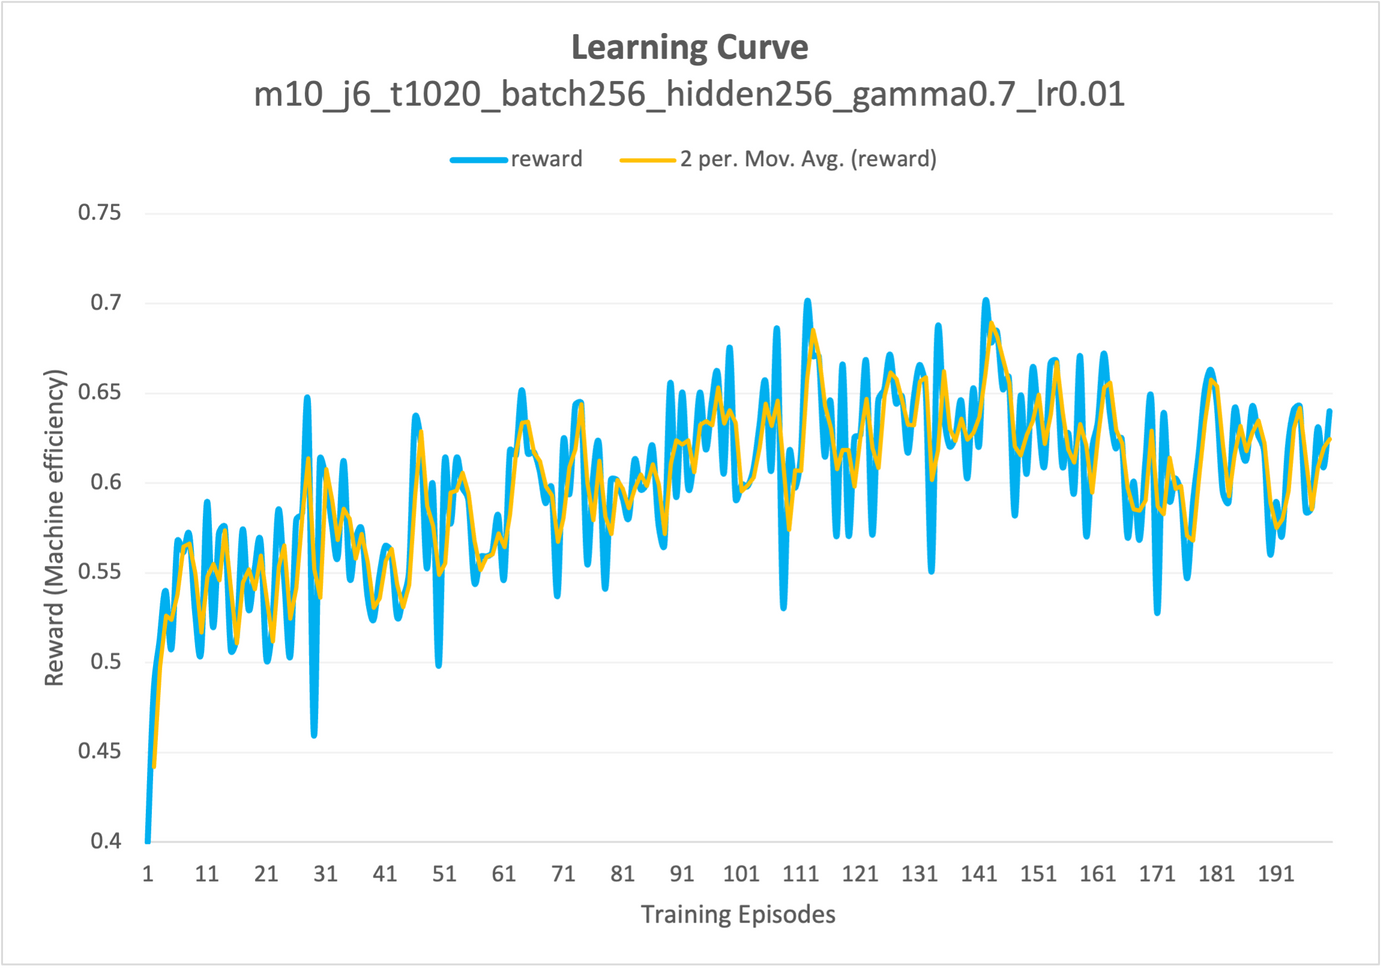 Learning Curve
m10_j6_t1020_batch256_hidden256_gamma0.7_lr0.01
reward 2 per. Mov. Avg. (reward)
0.75
0.7
0.65
0.6
0.55
0.5
0.45
0.4
Reward (Machine efficiency)
1 11 21 31 41 51 61 71 81 91 101 111 121 131 141 151 161 171 181 191
Training Episodes